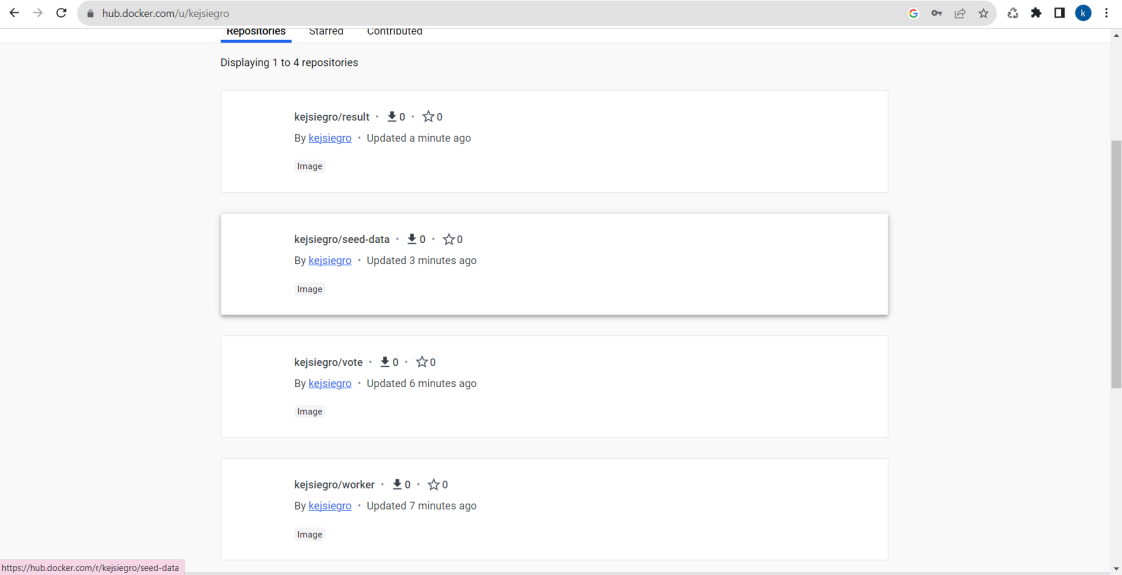 hub.docker.com/u/kejsiegro
k
Repositories Starred Contributed
Displaying 1 to 4 repositories
kejsiegro/result · 0 · 0
By kejsiegro · Updated a minute ago
Image
kejsiegro/seed-data · 0 · 0
By kejsiegro · Updated 3 minutes ago
Image
kejsiegro/vote · 0 · 0
By kejsiegro · Updated 6 minutes ago
Image
kejsiegro/worker · 0 · 0
By kejsiegro · Updated 7 minutes ago
Image
https://hub.docker.com/r/kejsiegro/seed-data